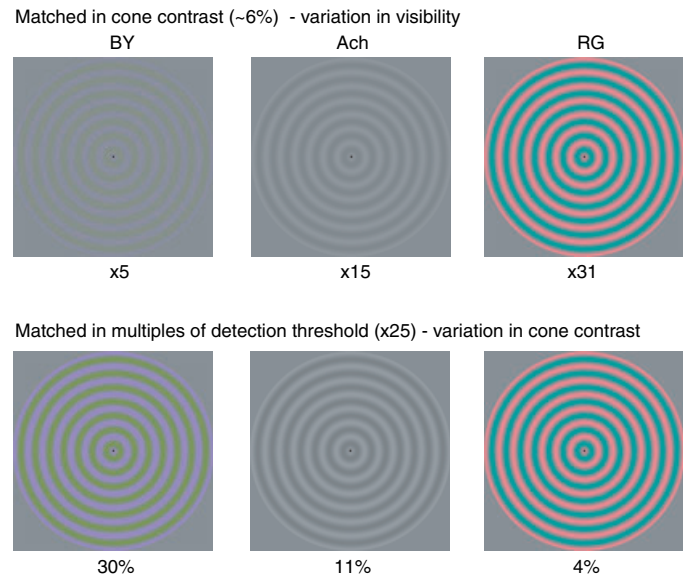 Matched in cone contrast (~6%) - variation in visibility
BY Ach RG
x5 x15 x31
Matched in multiples of detection threshold (x25) - variation in cone contrast
30% 11% 4%